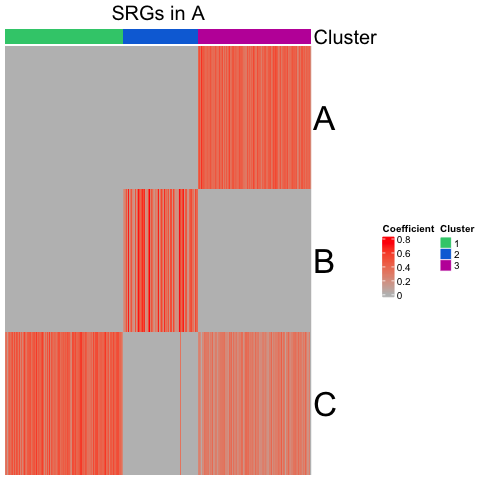 SRGs in A
Cluster
A
B
C
Coefficient
0.8
0.6
0.4
0.2
0
Cluster
1
2
3